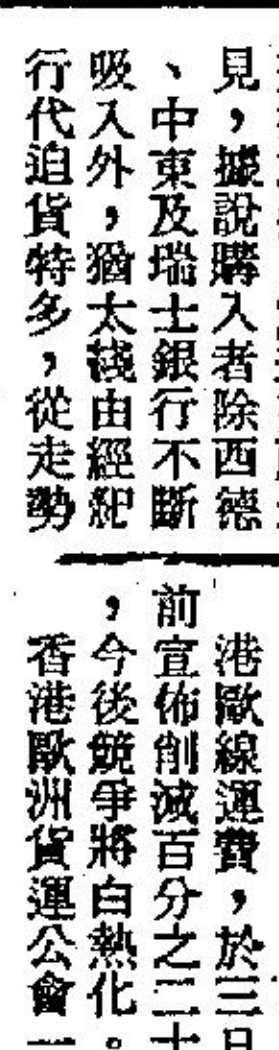 見，據說購入者除西德
、中東及瑞士銀行不斷
吸入外，猶太錢由經紀
行代追貨特多，從走勢
港歐線運費，於三日
前宣佈削減百分之二十
，今後競爭將白熱化。
香港歐洲貨運公會一